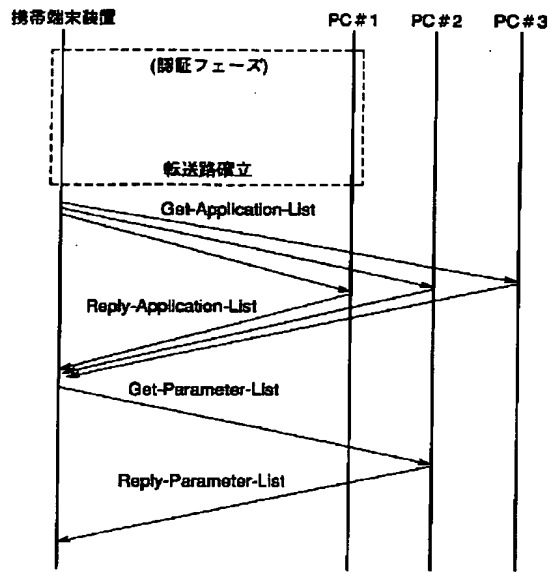 携帯端末装置 PC#1 PC#2 PC#3
(認証フェーズ)
転送路確立
Get-Application-List
Reply-Application-List
Get-Parameter-List
Reply-Parameter-List